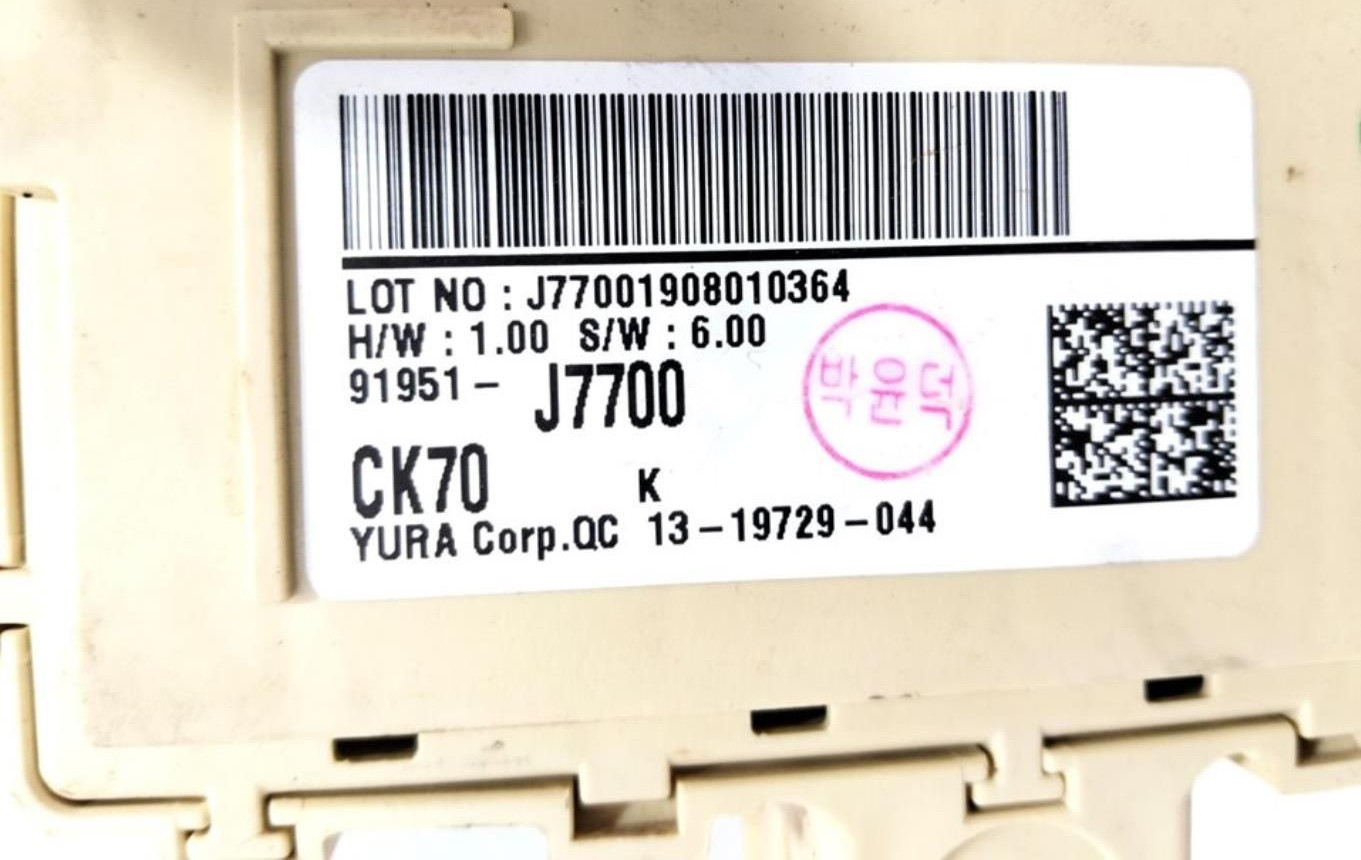 LOT NO : J77001908010364
H/W : 1.00 S/W : 6.00
91951- J7700
박윤덕
CK70 K
YURA Corp.QC 13-19729-044